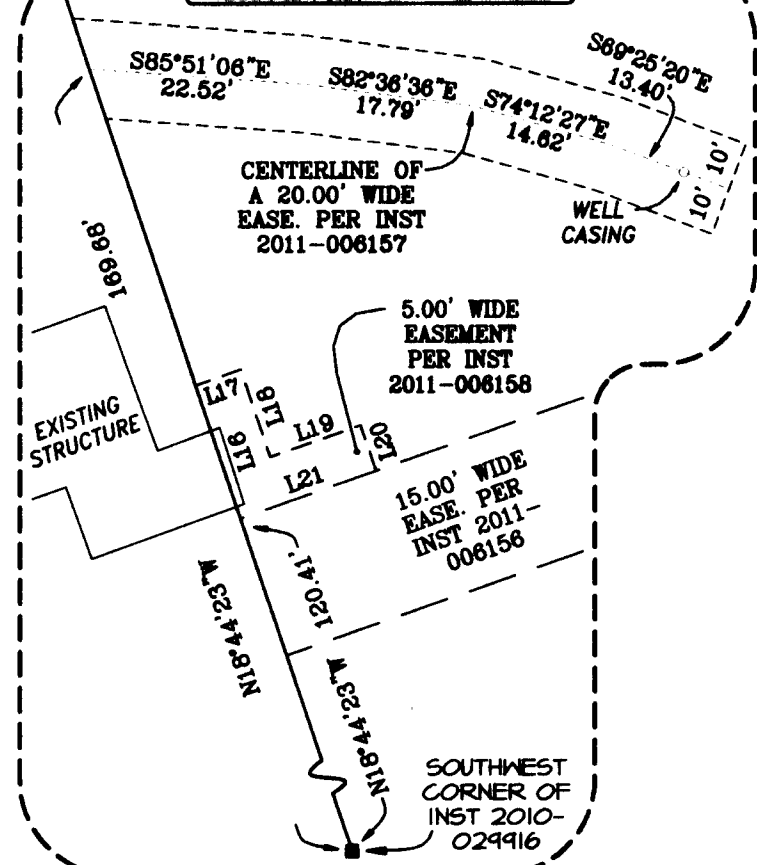 S85°51'06"E
22.52'
S82°36'36"E
17.79'
S74°12'27"E
14.62'
S69°25'20"E
13.40'
10'
10'
CENTERLINE OF
A 20.00' WIDE
EASE. PER INST
2011-006157
WELL
CASING
169.68'
5.00' WIDE
EASEMENT
PER INST
2011-006158
EXISTING
STRUCTURE
L17
L18
L16
L19
L20
L21
15.00' WIDE
EASE. PER
INST 2011-
006156
120.41'
N18°44'23"W
N18°44'23"W
SOUTHWEST
CORNER OF
INST 2010-
029916